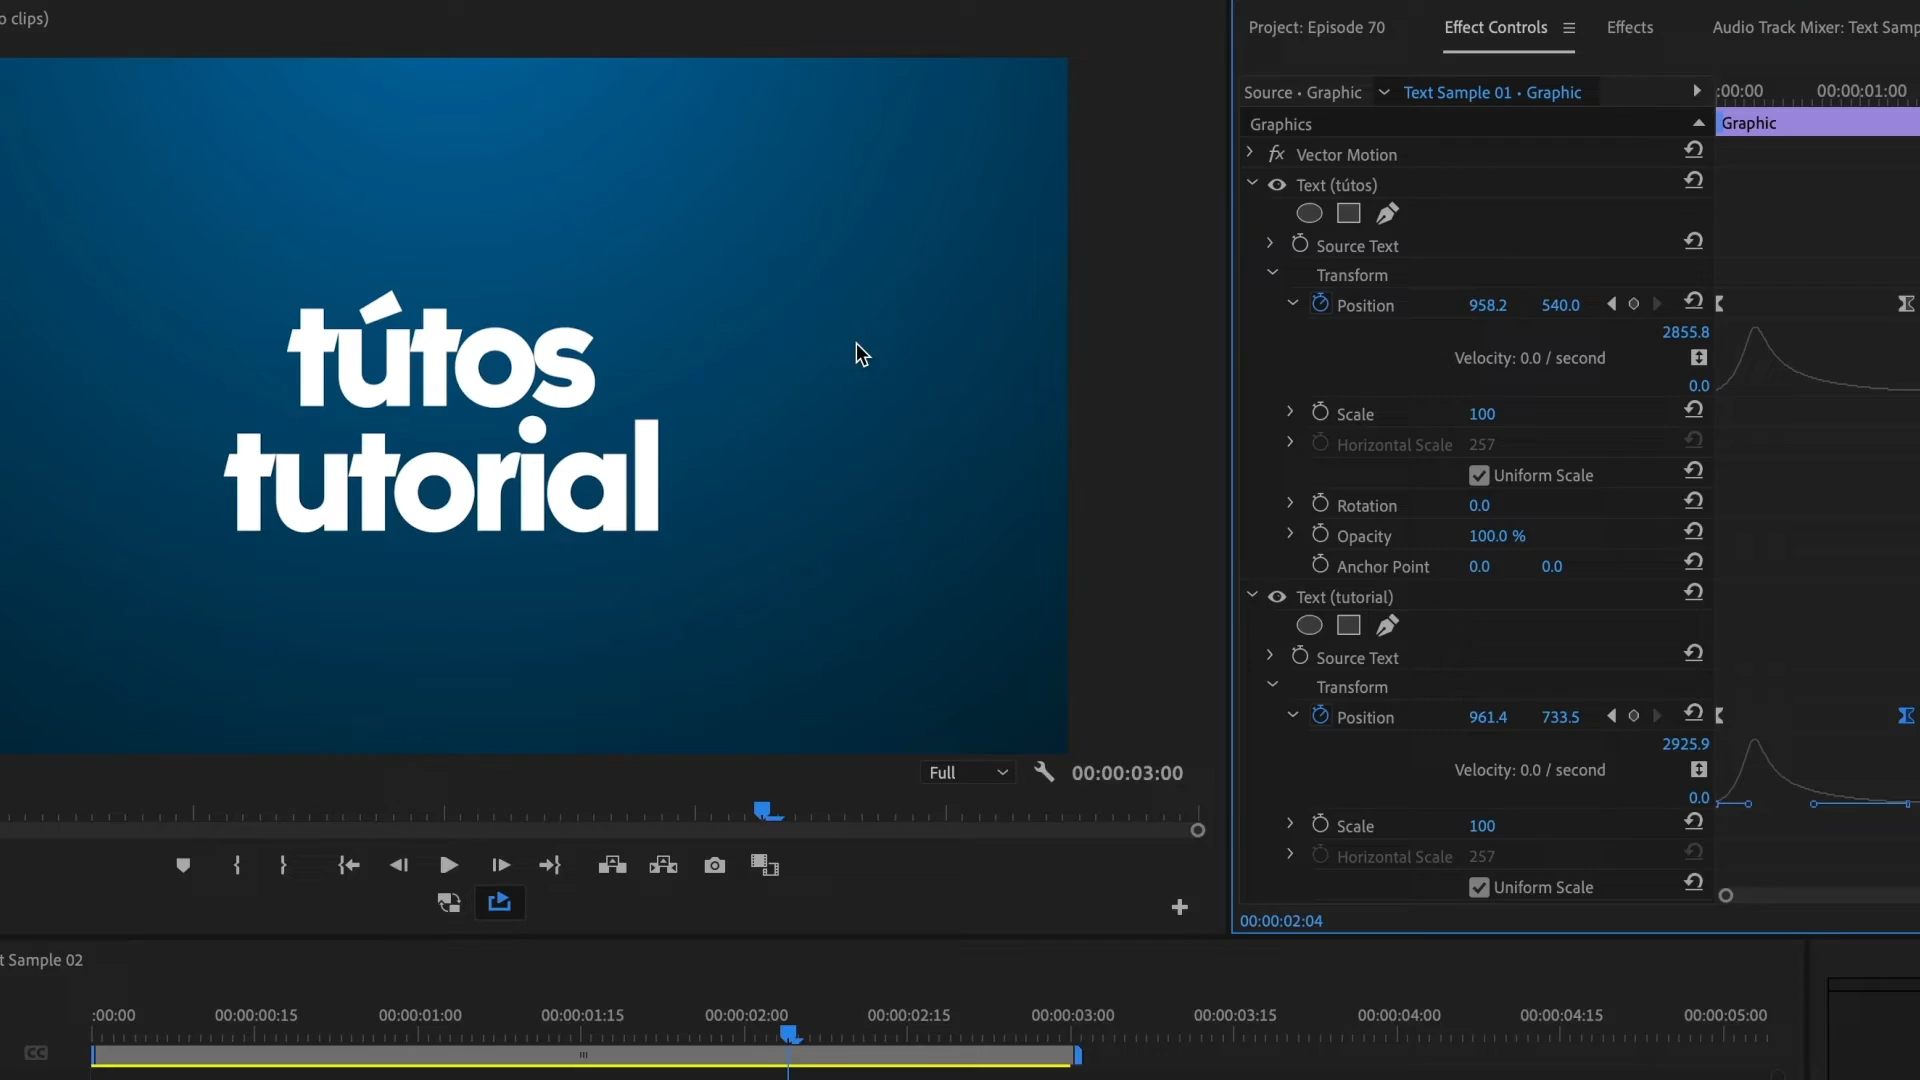 o clips)
Project: Episode 70
Effect Controls
Effects
Audio Track Mixer: Text Samp
Source • Graphic
Text Sample 01 • Graphic
:00:00
00:00:01:00
Graphics
Graphic
fx Vector Motion
Text (tútos)
Source Text
Transform
Position 958.2 540.0
2855.8
Velocity: 0.0 / second
0.0
Scale 100
Horizontal Scale 257
Uniform Scale
Rotation 0.0
Opacity 100.0 %
Anchor Point 0.0 0.0
Text (tutorial)
Source Text
Transform
Position 961.4 733.5
2925.9
Velocity: 0.0 / second
0.0
Scale 100
Horizontal Scale 257
Uniform Scale
00:00:02:04
tútos
tutorial
Full
00:00:03:00
t Sample 02
:00:00
00:00:00:15
00:00:01:00
00:00:01:15
00:00:02:00
00:00:02:15
00:00:03:00
00:00:03:15
00:00:04:00
00:00:04:15
00:00:05:00
CC